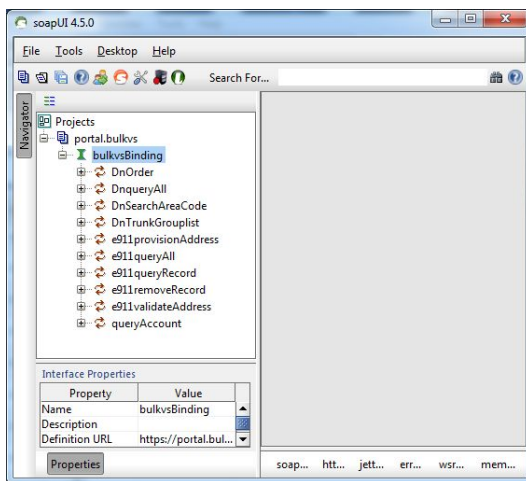 soapUI 4.5.0
File Tools Desktop Help
Search For...
Navigator
Projects
portal.bulkvs
bulkvsBinding
DnOrder
DnqueryAll
DnSearchAreaCode
DnTrunkGrouplist
e911provisionAddress
e911queryAll
e911queryRecord
e911removeRecord
e911validateAddress
queryAccount
Interface Properties
Property Value
Name bulkvsBinding
Description
Definition URL https://portal.bul...
Properties
soap... htt... jett... err... wsr... mem...